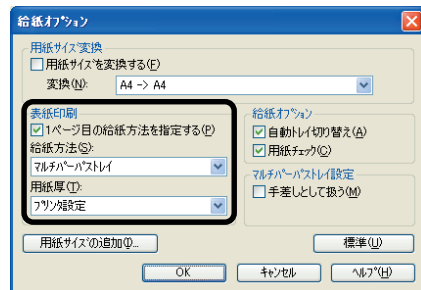 給紙ｵﾌﾟｼｮﾝ
用紙ｻｲｽﾞ変換
用紙ｻｲｽﾞを変換する(F)
変換(N): A4 -> A4
表紙印刷
1ﾍﾟｰｼﾞ目の給紙方法を指定する(P)
給紙方法(S):
ﾏﾙﾁﾊﾟｰﾊﾟｽﾄﾚｲ
用紙厚(T):
ﾌﾟﾘﾝﾀ設定
給紙ｵﾌﾟｼｮﾝ
自動ﾄﾚｲ切り替え(A)
用紙ﾁｪｯｸ(C)
ﾏﾙﾁﾊﾟｰﾊﾟｽﾄﾚｲ設定
手差しとして扱う(M)
用紙ｻｲｽﾞの追加(I)...
標準(U)
OK
ｷｬﾝｾﾙ
ﾍﾙﾌﾟ(H)